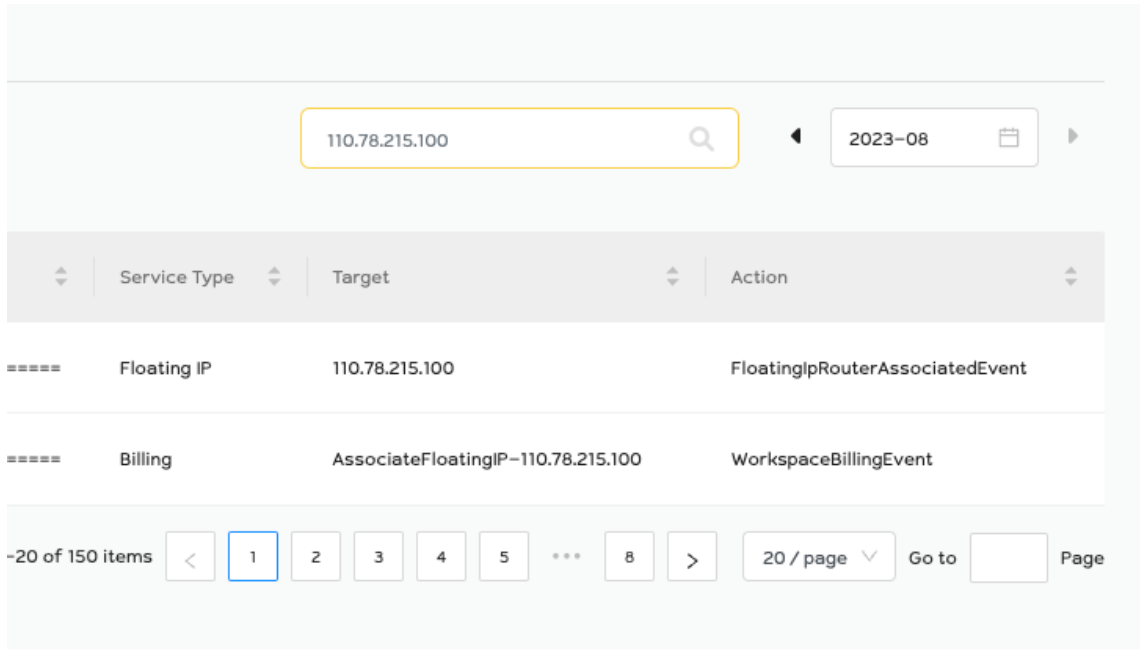 110.78.215.100
2023-08
Service Type Target Action
===== Floating IP 110.78.215.100 FloatingIpRouterAssociatedEvent
===== Billing AssociateFloatingIP-110.78.215.100 WorkspaceBillingEvent
-20 of 150 items < 1 2 3 4 5 ••• 8 > 20 / page Go to Page